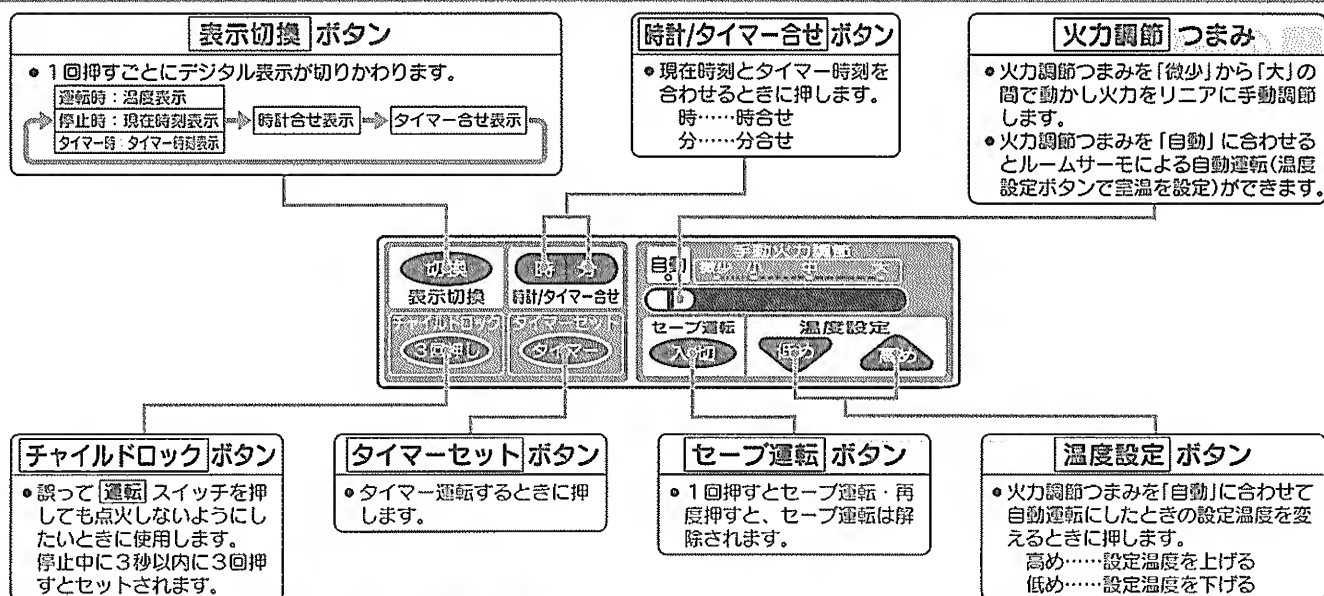 表示切換 ボタン
● 1回押すごとにデジタル表示が切りかわります。
運転時：温度表示
停止時：現在時刻表示
タイマー時：タイマー時刻表示
時計合せ表示
タイマー合せ表示
時計/タイマー合せ ボタン
● 現在時刻とタイマー時刻を
合わせるときに押します。
時……時合せ
分……分合せ
火力調節 つまみ
● 火力調節つまみを「微少」から「大」の
間で動かし火力をリニアに手動調節
します。
● 火力調節つまみを「自動」に合わせる
とルームサーモによる自動運転(温度
設定ボタンで室温を設定)ができます。
切換
表示切換
時 分
時計/タイマー合せ
チャイルドロック
3回押し
タイマーセット
タイマー
手動火力調節
自動
微少 小 中 大
セーブ運転
入/切
温度設定
低め
高め
チャイルドロック ボタン
● 誤って 運転 スイッチを押
しても点火しないようにし
たいときに使用します。
停止中に3秒以内に3回押
すとセットされます。
タイマーセット ボタン
● タイマー運転するときに押
します。
セーブ運転 ボタン
● 1回押すとセーブ運転・再
度押すと、セーブ運転は解
除されます。
温度設定 ボタン
● 火力調節つまみを「自動」に合わせて
自動運転にしたときの設定温度を変
えるときに押します。
高め……設定温度を上げる
低め……設定温度を下げる